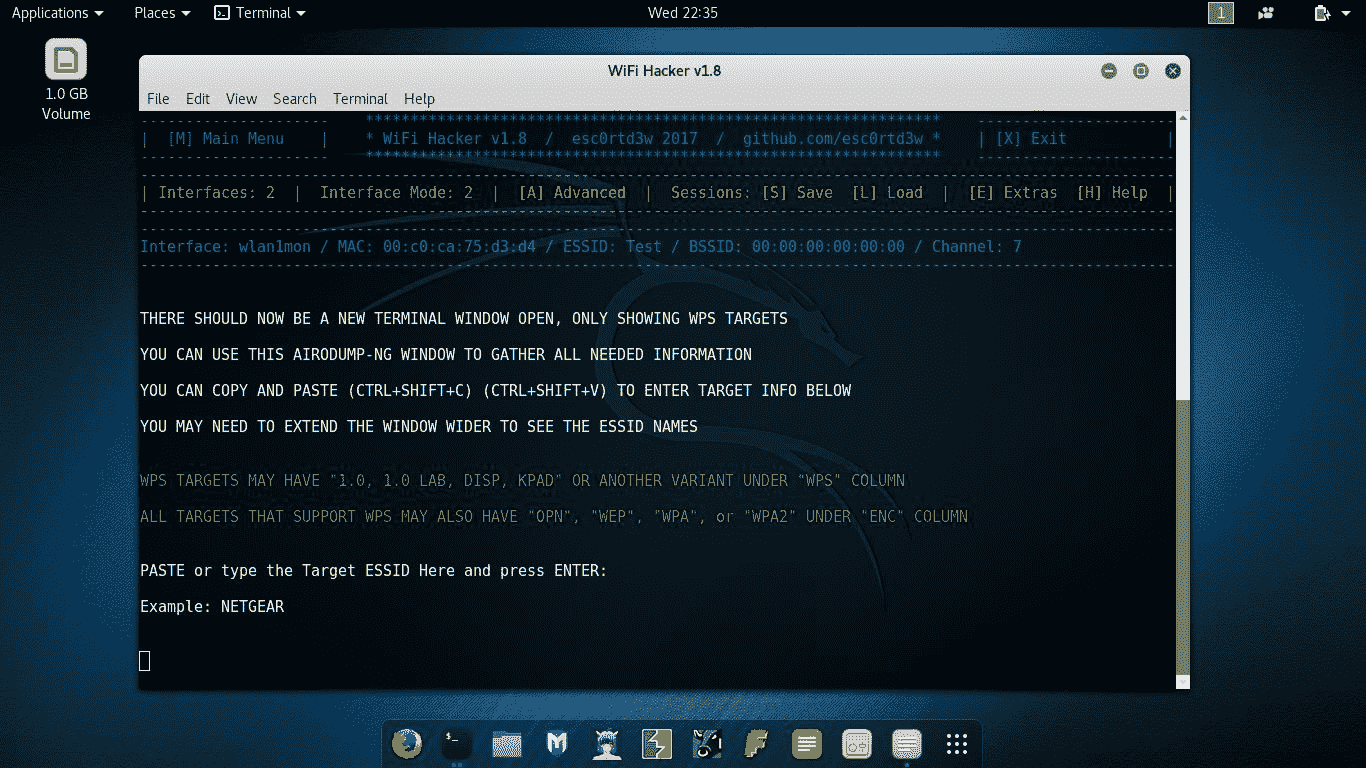 Applications Places Terminal Wed 22:35 1
1.0 GB
Volume
WiFi Hacker v1.8
File Edit View Search Terminal Help
---------------------    ****************************************************************    ----------------------
| [M] Main Menu | * WiFi Hacker v1.8 / esc0rtd3w 2017 / github.com/esc0rtd3w * | [X] Exit |
---------------------    ****************************************************************    ----------------------
| Interfaces: 2 | Interface Mode: 2 | [A] Advanced | Sessions: [S] Save [L] Load | [E] Extras [H] Help |
Interface: wlan1mon / MAC: 00:c0:ca:75:d3:d4 / ESSID: Test / BSSID: 00:00:00:00:00:00 / Channel: 7
THERE SHOULD NOW BE A NEW TERMINAL WINDOW OPEN, ONLY SHOWING WPS TARGETS
YOU CAN USE THIS AIRODUMP-NG WINDOW TO GATHER ALL NEEDED INFORMATION
YOU CAN COPY AND PASTE (CTRL+SHIFT+C) (CTRL+SHIFT+V) TO ENTER TARGET INFO BELOW
YOU MAY NEED TO EXTEND THE WINDOW WIDER TO SEE THE ESSID NAMES
WPS TARGETS MAY HAVE "1.0, 1.0 LAB, DISP, KPAD" OR ANOTHER VARIANT UNDER "WPS" COLUMN
ALL TARGETS THAT SUPPORT WPS MAY ALSO HAVE "OPN", "WEP", "WPA", or "WPA2" UNDER "ENC" COLUMN
PASTE or type the Target ESSID Here and press ENTER:
Example: NETGEAR